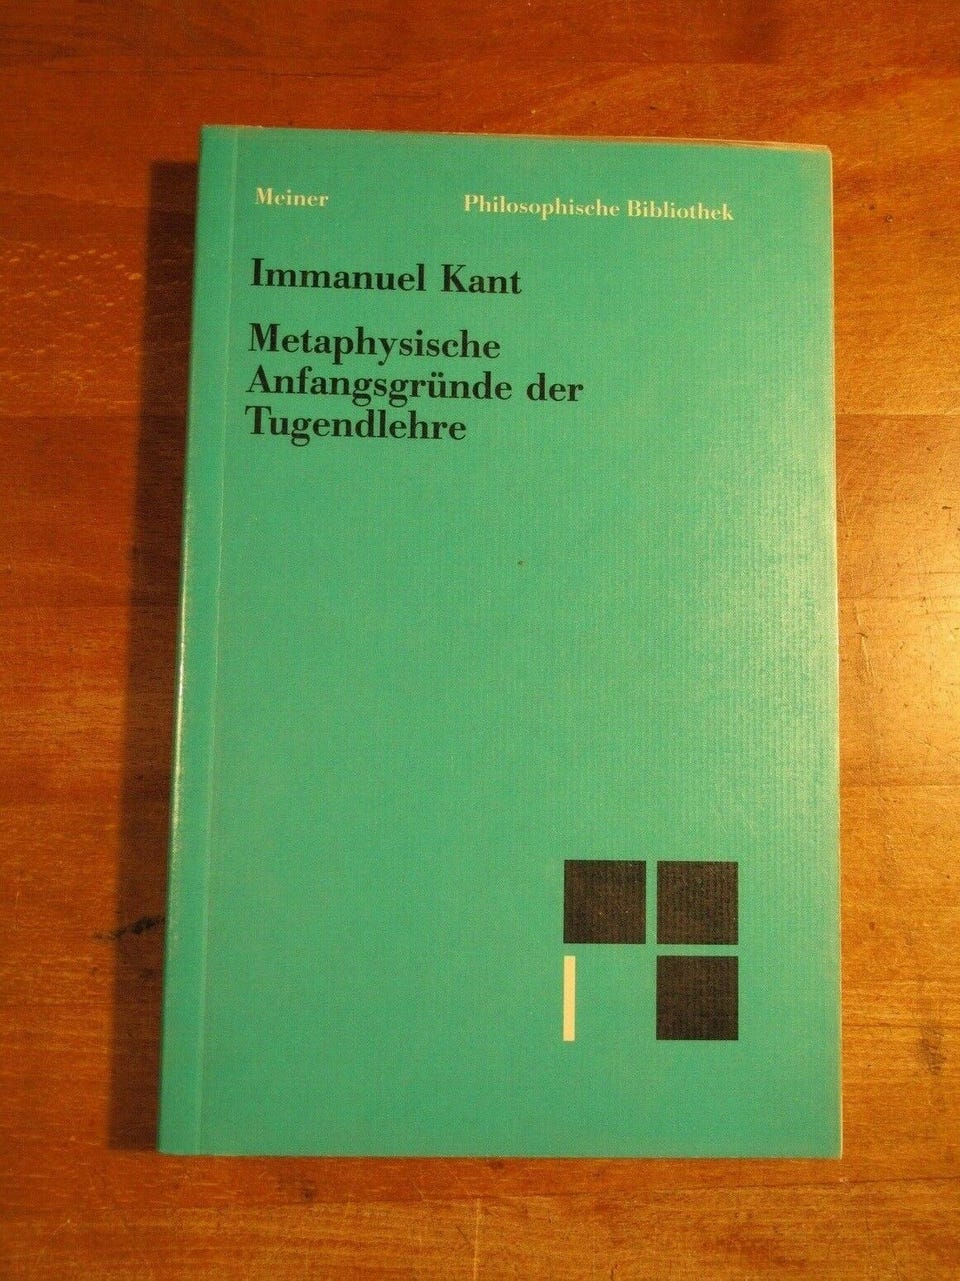 Meiner Philosophische Bibliothek
Immanuel Kant
Metaphysische
Anfangsgründe der
Tugendlehre